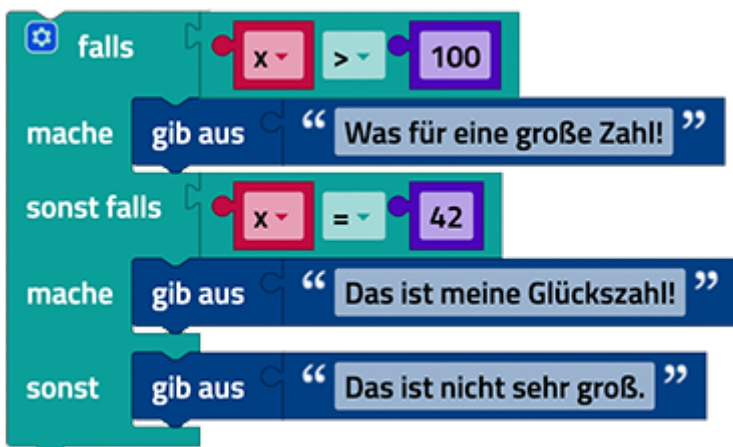 falls x > 100
mache gib aus “ Was für eine große Zahl! ”
sonst falls x = 42
mache gib aus “ Das ist meine Glückszahl! ”
sonst gib aus “ Das ist nicht sehr groß. ”